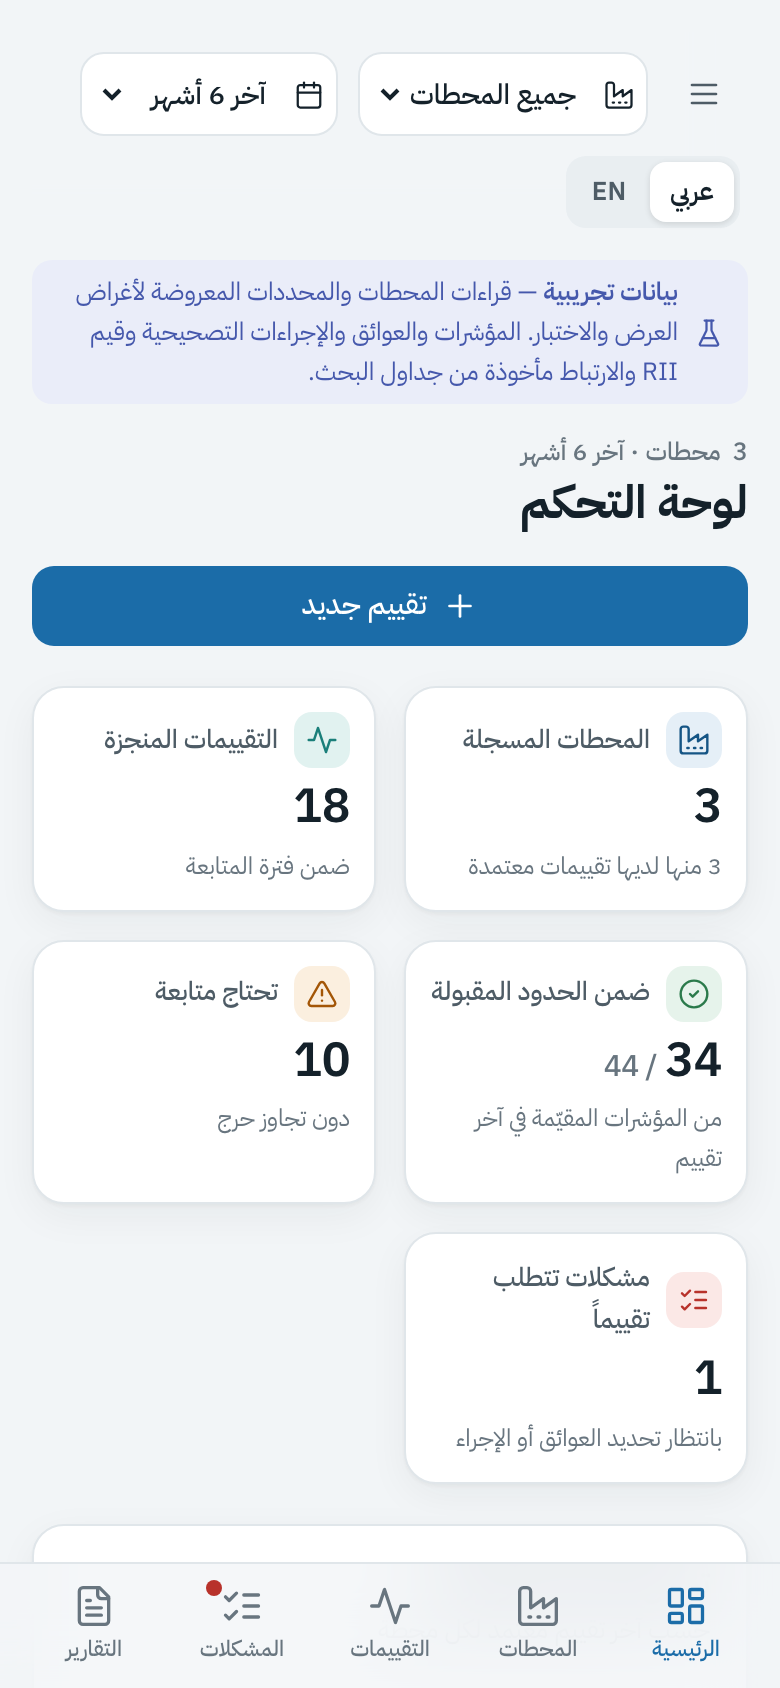 جميع المحطات
آخر 6 أشهر
عربي
EN
بيانات تجريبية — قراءات المحطات والمحددات المعروضة لأغراض
العرض والاختبار. المؤشرات والعوائق والإجراءات التصحيحية وقيم
RII والارتباط مأخوذة من جداول البحث.
3 محطات · آخر 6 أشهر
لوحة التحكم
تقييم جديد
المحطات المسجلة
3
3 منها لديها تقييمات معتمدة
التقييمات المنجزة
18
ضمن فترة المتابعة
ضمن الحدود المقبولة
34 / 44
من المؤشرات المقيّمة في آخر
تقييم
تحتاج متابعة
10
دون تجاوز حرج
مشكلات تتطلب
تقييماً
1
بانتظار تحديد العوائق أو الإجراء
الرئيسية
المحطات
التقييمات
المشكلات
التقارير